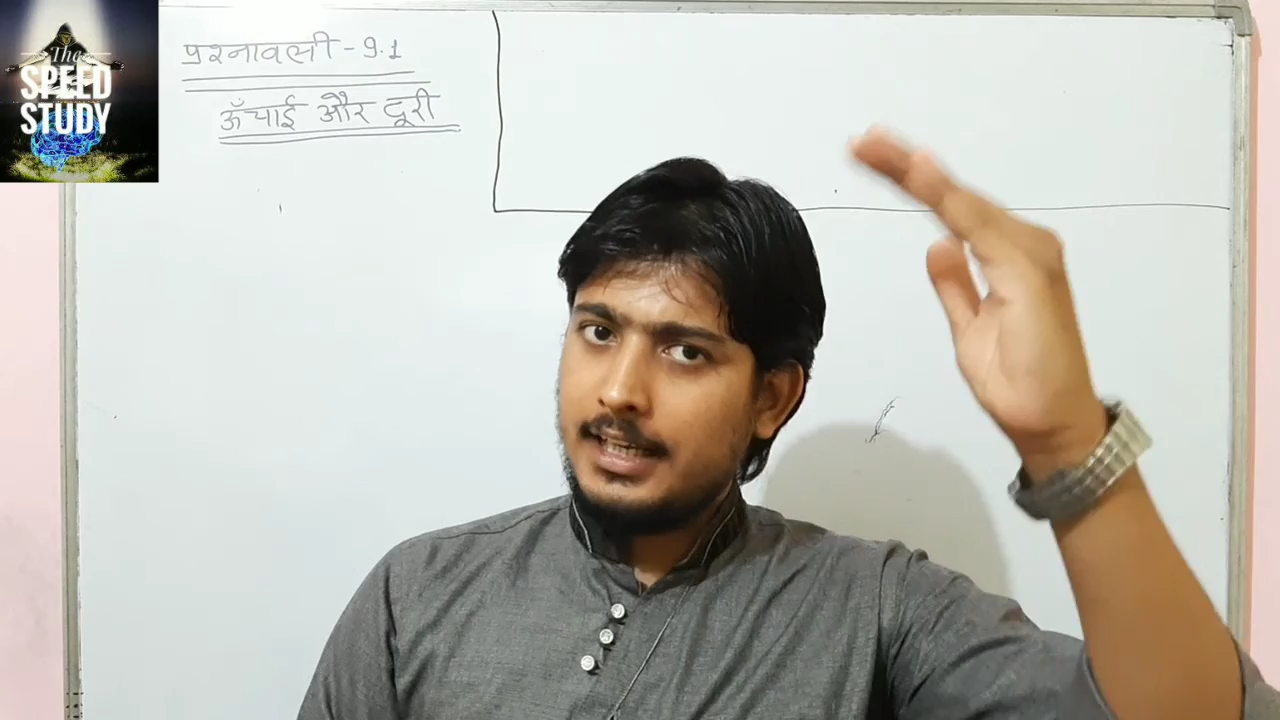 The
SPEED
STUDY
प्रश्नावली - 9.1
ऊँचाई और दूरी